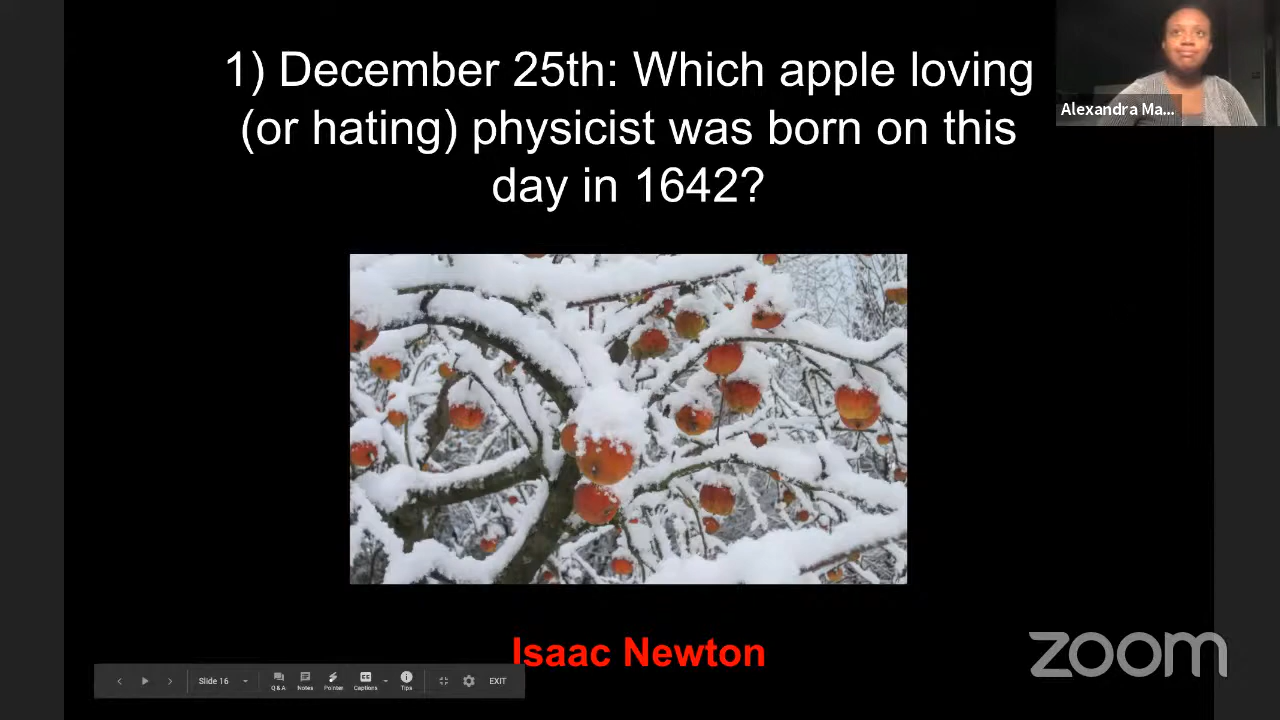 1) December 25th: Which apple loving
(or hating) physicist was born on this
day in 1642?
Alexandra Ma...
Isaac Newton
Slide 16
Q&A
Notes
Pointer
Captions
Tips
EXIT
zoom